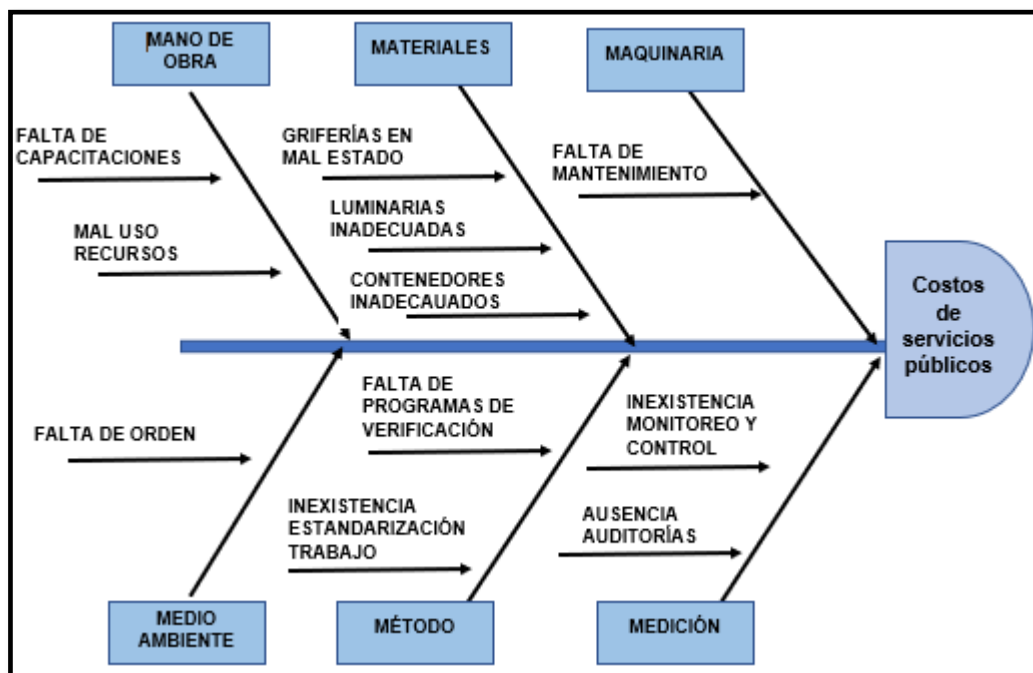 MANO DE
OBRA
MATERIALES
MAQUINARIA
FALTA DE
CAPACITACIONES
MAL USO
RECURSOS
GRIFERÍAS EN
MAL ESTADO
LUMINARIAS
INADECUADAS
CONTENEDORES
INADECAUADOS
FALTA DE
MANTENIMIENTO
Costos
de
servicios
públicos
FALTA DE ORDEN
FALTA DE
PROGRAMAS DE
VERIFICACIÓN
INEXISTENCIA
ESTANDARIZACIÓN
TRABAJO
INEXISTENCIA
MONITOREO Y
CONTROL
AUSENCIA
AUDITORÍAS
MEDIO
AMBIENTE
MÉTODO
MEDICIÓN